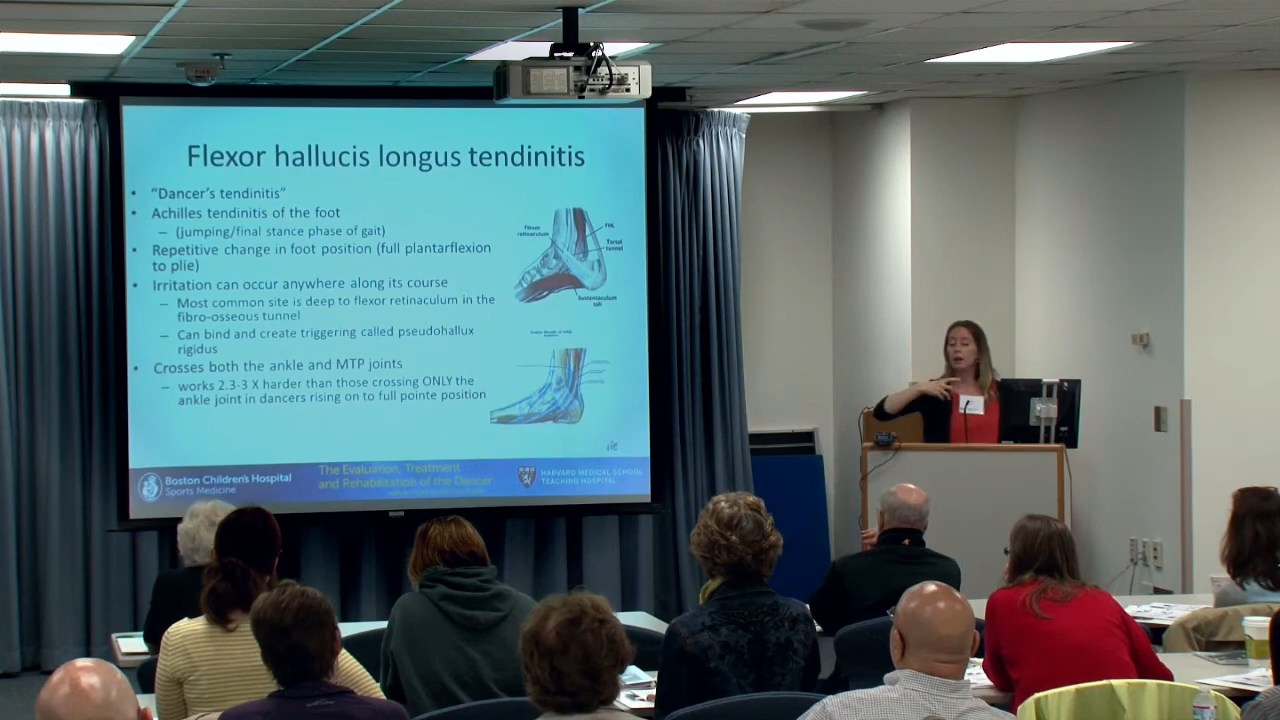 Flexor hallucis longus tendinitis
• "Dancer's tendinitis"
• Achilles tendinitis of the foot
– (jumping/final stance phase of gait)
• Repetitive change in foot position (full plantarflexion
to plie)
• Irritation can occur anywhere along its course
– Most common site is deep to flexor retinaculum in the
fibro-osseous tunnel
– Can bind and create triggering called pseudohallux
rigidus
• Crosses both the ankle and MTP joints
– works 2.3-3 X harder than those crossing ONLY the
ankle joint in dancers rising on to full pointe position
Flexor
retinaculum
FHL
Tarsal
tunnel
Sustentaculum
tali
Boston Children's Hospital
Sports Medicine
The Evaluation, Treatment
and Rehabilitation of the Dancer
HARVARD MEDICAL SCHOOL
TEACHING HOSPITAL